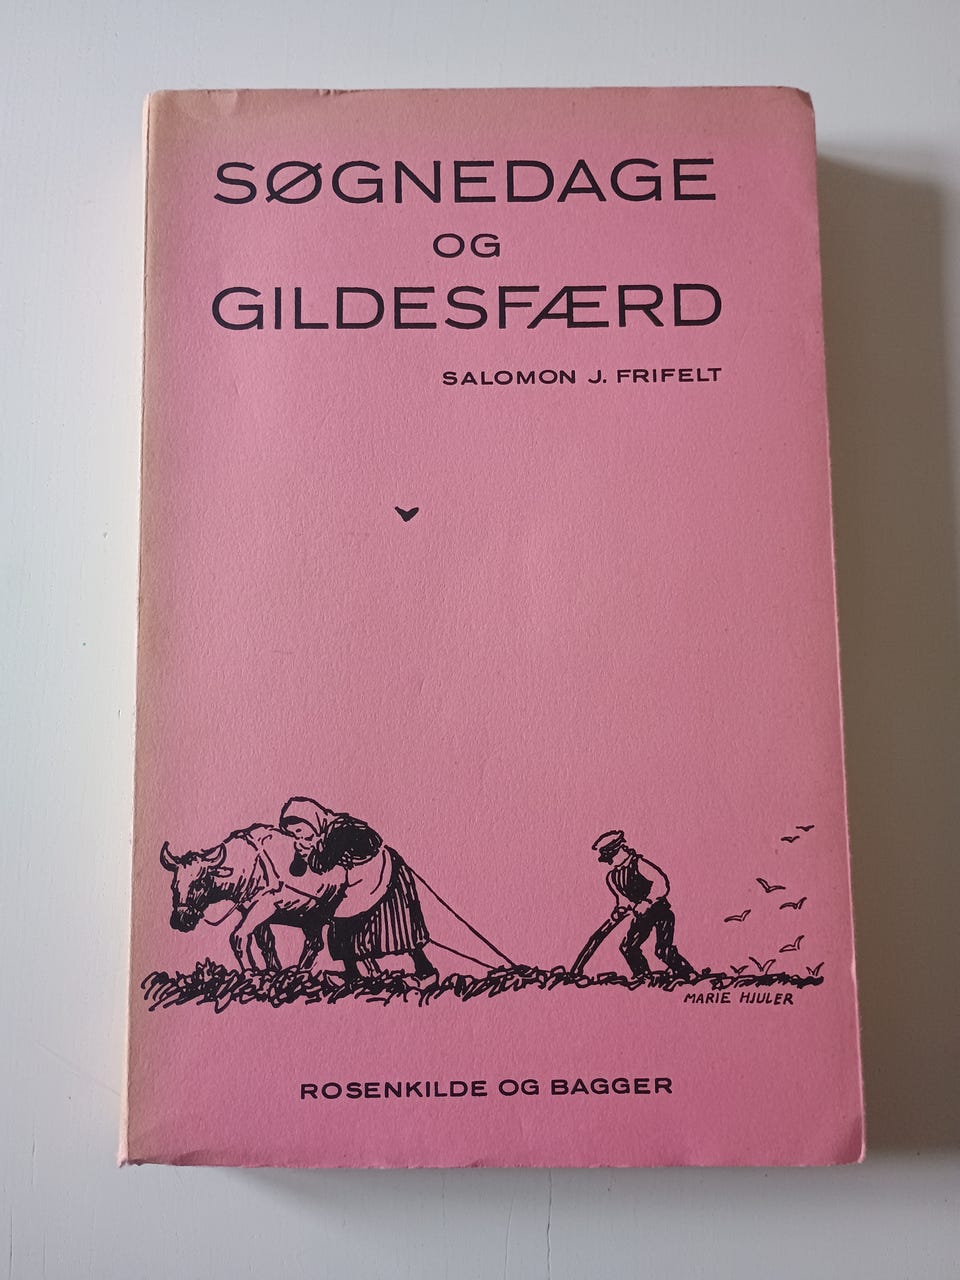 SØGNEDAGE
OG
GILDESFÆRD
SALOMON J. FRIFELT
MARIE HJULER
ROSENKILDE OG BAGGER